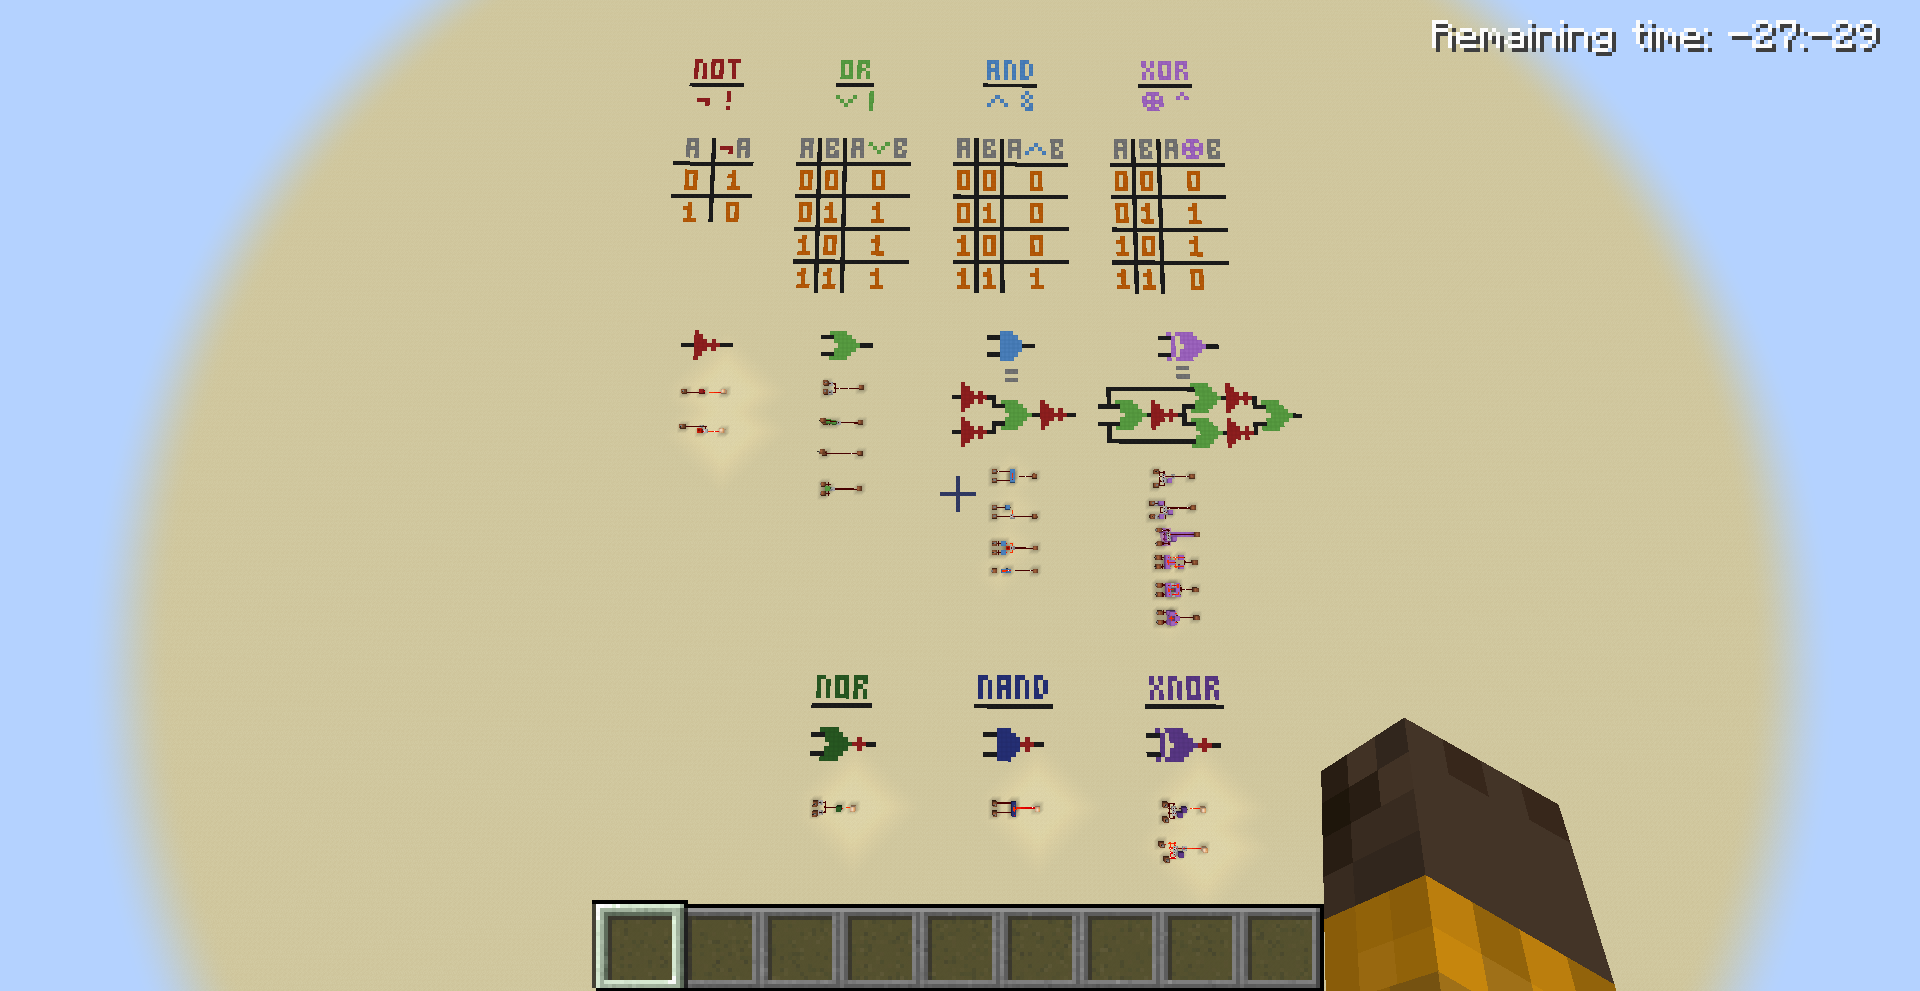 Remaining time: -27:-29
NOT OR AND XOR
¬ ! ∨ | ∧ & ⊕ ^
A ¬A A B A∨B A B A∧B A B A⊕B
0 1 0 0 0 0 0 0 0 0 0
1 0 0 1 1 0 1 0 0 1 1
1 0 1 1 0 0 1 0 1
1 1 1 1 1 1 1 1 0
=
=
NOR NAND XNOR